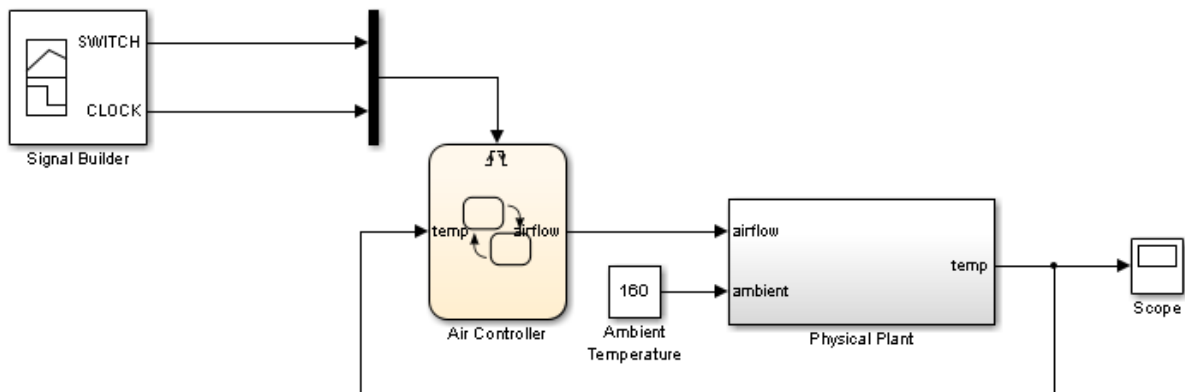 SWITCH
CLOCK
Signal Builder
temp
airflow
Air Controller
160
Ambient
Temperature
airflow
ambient
temp
Physical Plant
Scope